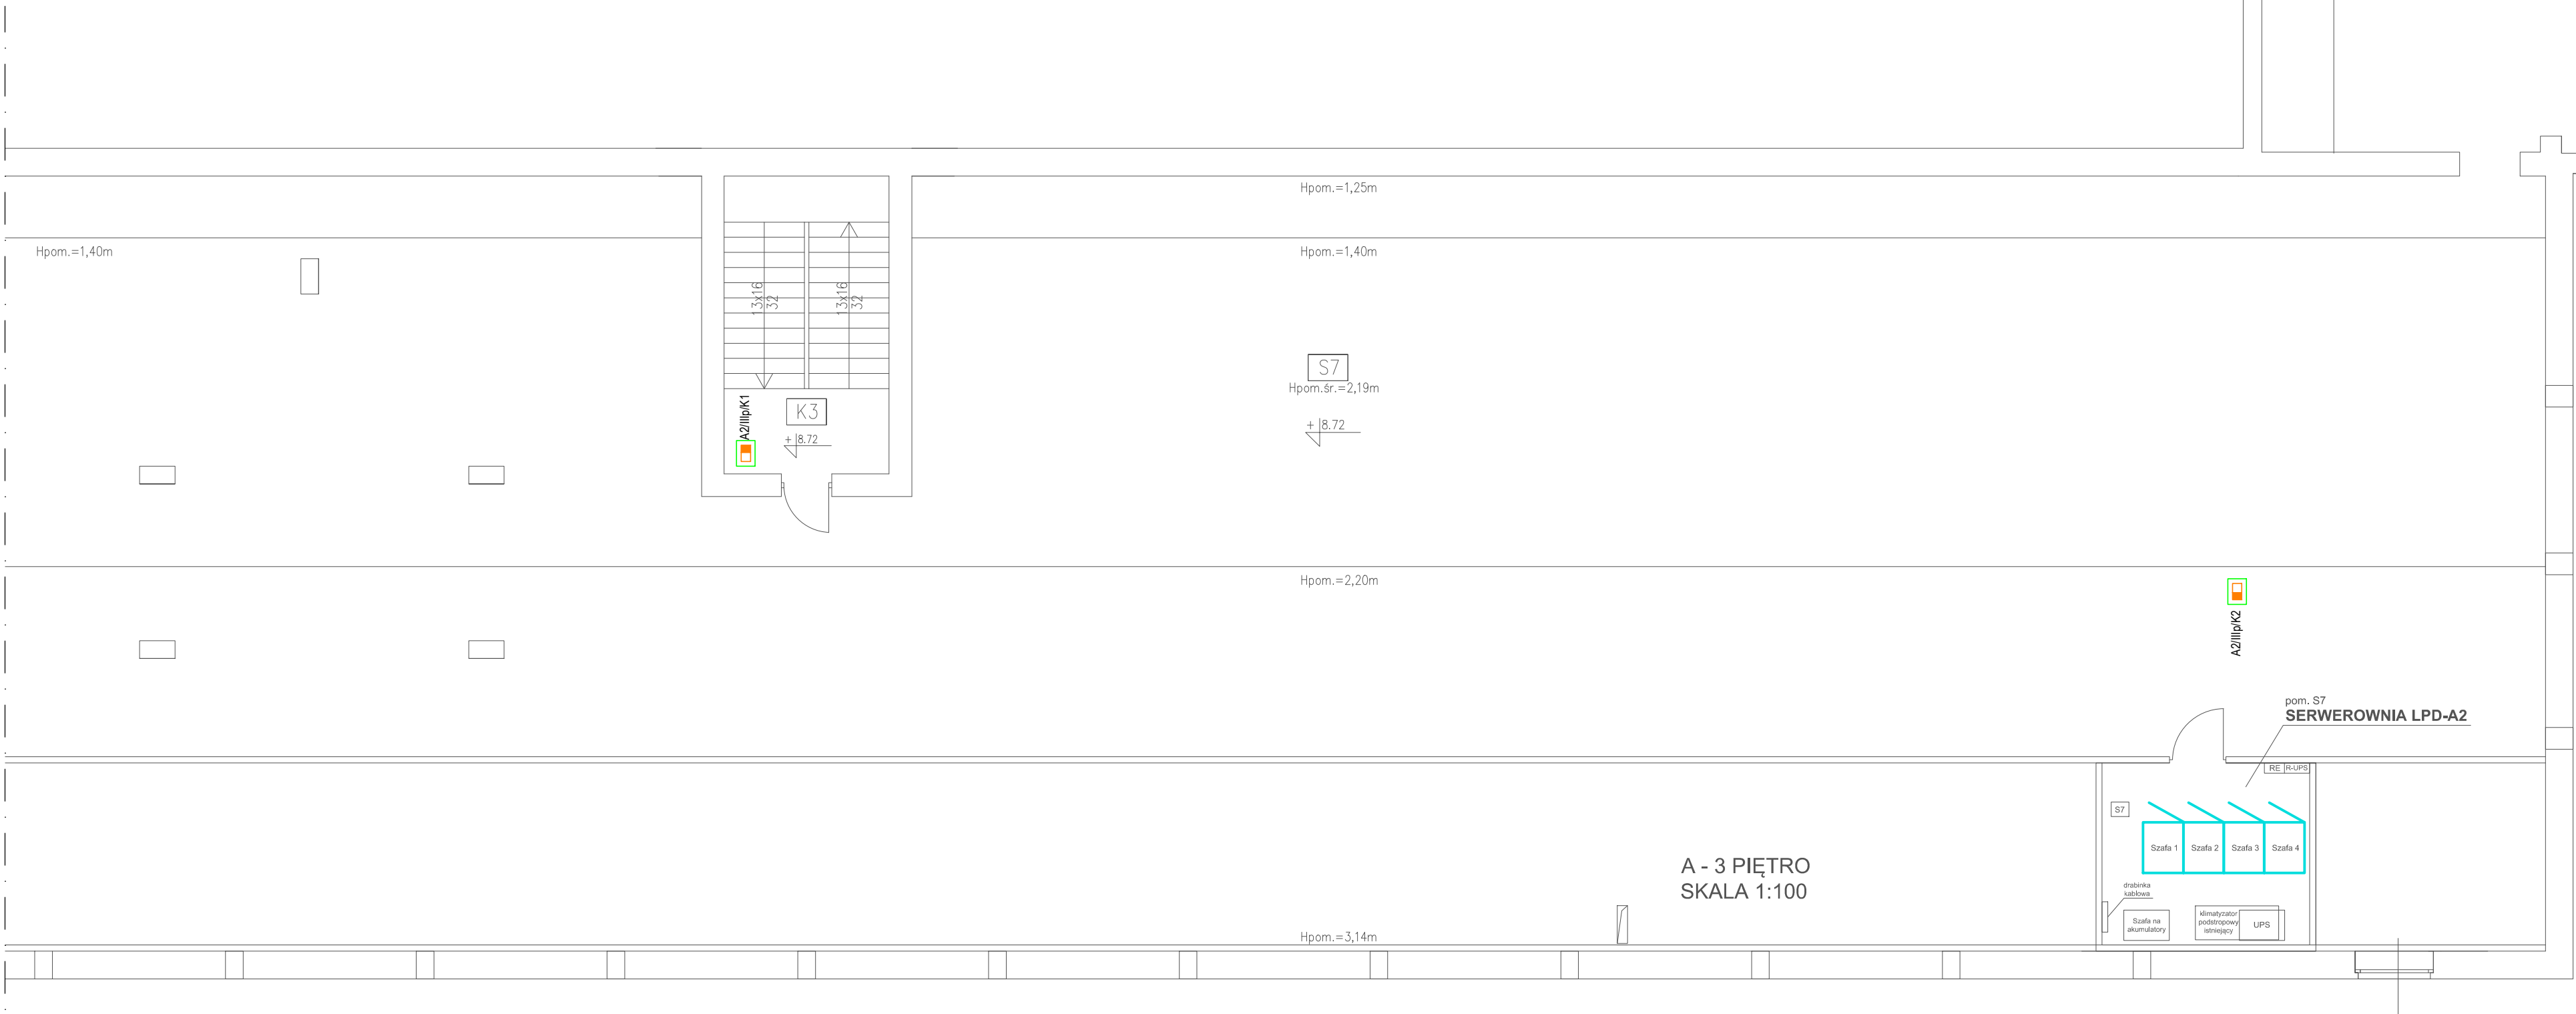 Hpom.=1,25m
Hpom.=1,40m
Hpom.=1,40m
13x16
32
13x16
32
S7
Hpom.śr.=2,19m
+ 8.72
A2/IIIp/K1
K3
+ 8.72
Hpom.=2,20m
A2/IIIp/K2
pom. S7
SERWEROWNIA LPD-A2
RE
R-UPS
S7
Szafa 1
Szafa 2
Szafa 3
Szafa 4
A - 3 PIĘTRO
SKALA 1:100
drabinka
kablowa
Szafa na
akumulatory
klimatyzator
podstropowy
istniejący
UPS
Hpom.=3,14m